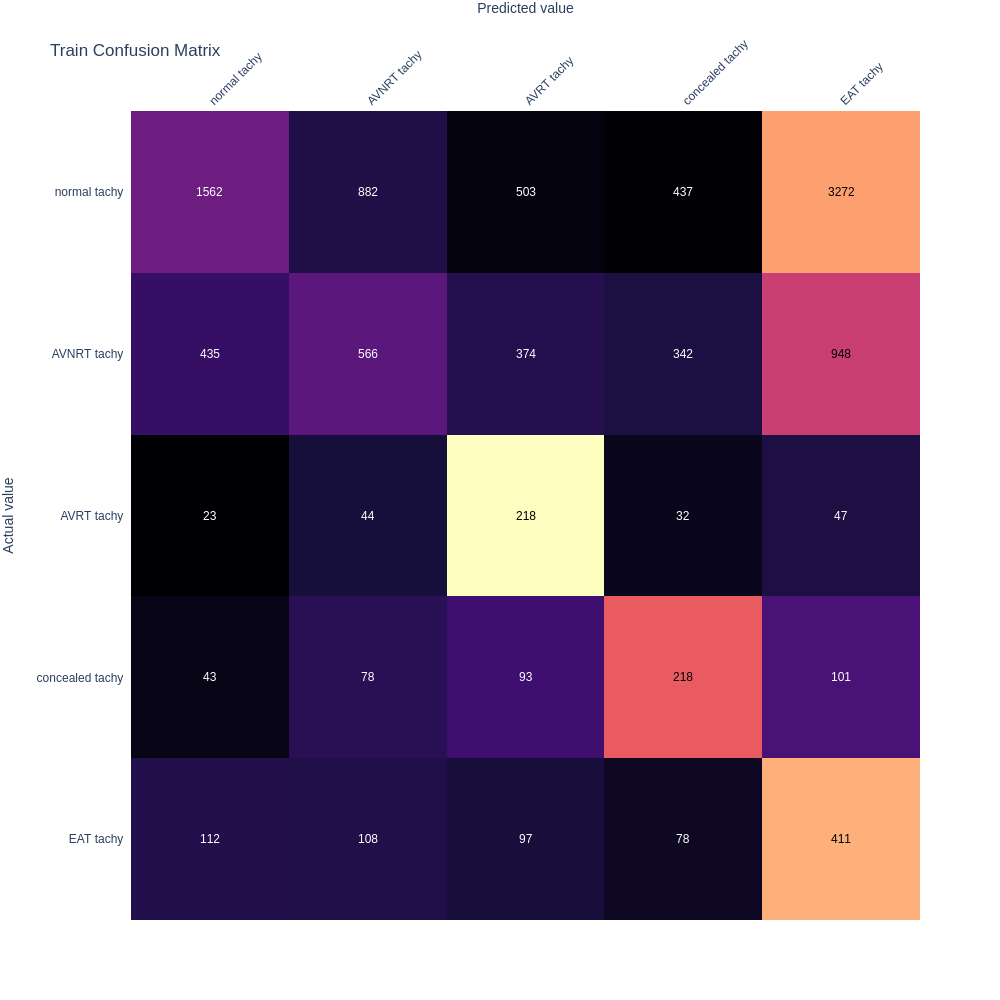 Predicted value
Train Confusion Matrix
normal tachy AVNRT tachy AVRT tachy concealed tachy EAT tachy
normal tachy 1562 882 503 437 3272
AVNRT tachy 435 566 374 342 948
AVRT tachy 23 44 218 32 47
Actual value
concealed tachy 43 78 93 218 101
EAT tachy 112 108 97 78 411